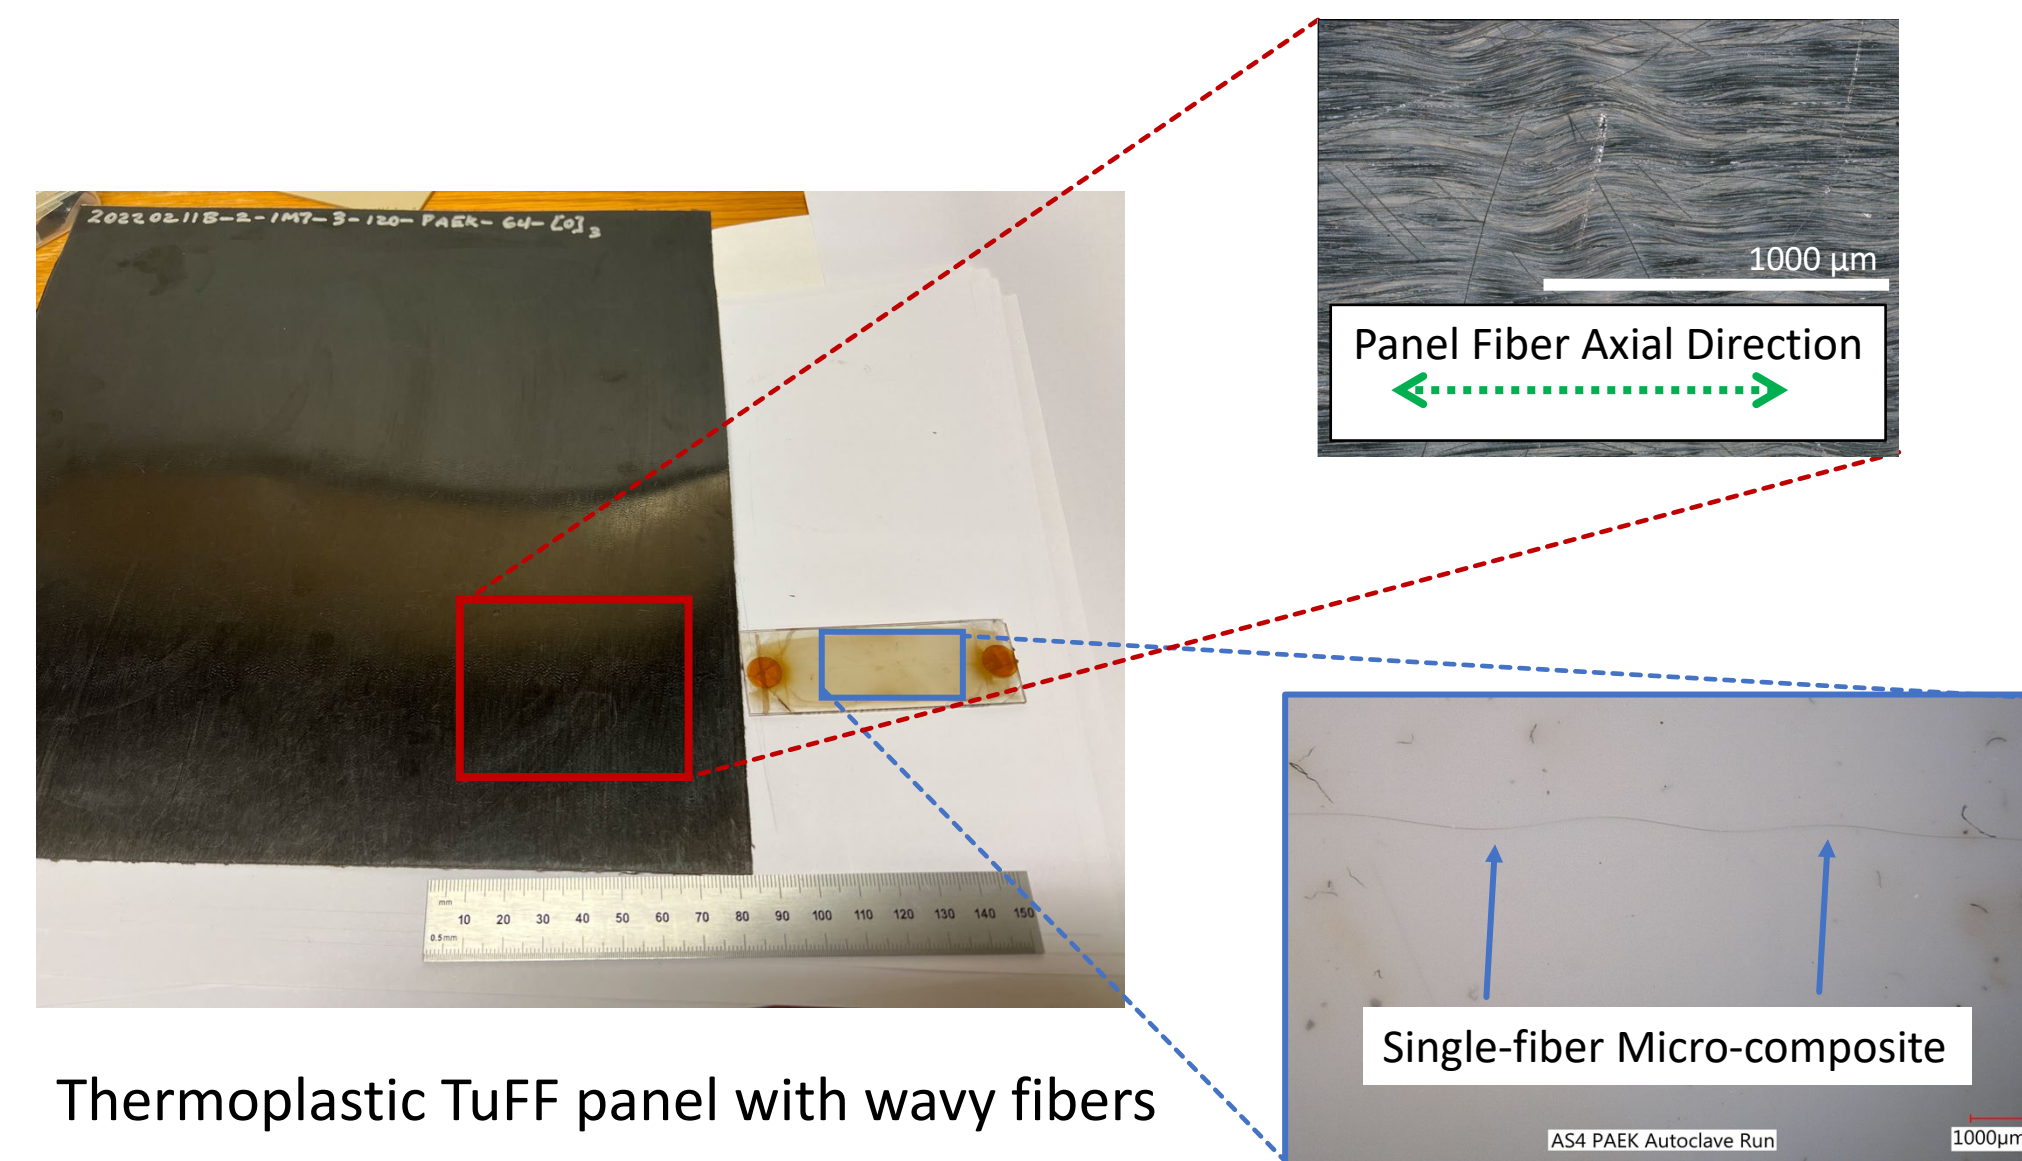 20220211B-2-IM7-3-120-PAEK-64-[0]3
1000 µm
Panel Fiber Axial Direction
mm
10 20 30 40 50 60 70 80 90 100 110 120 130 140 150
0.5mm
Single-fiber Micro-composite
Thermoplastic TuFF panel with wavy fibers
AS4 PAEK Autoclave Run
1000µm